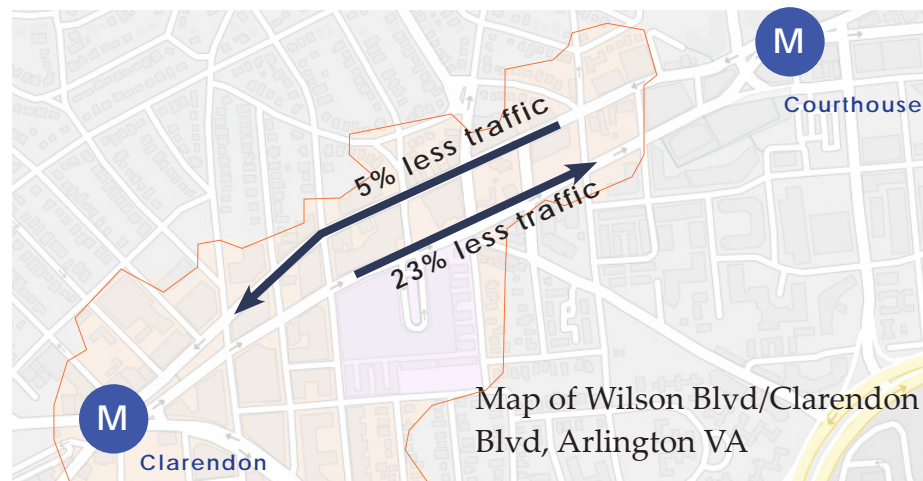 M
Courthouse
5% less traffic
23% less traffic
M
Clarendon
Map of Wilson Blvd/Clarendon
Blvd, Arlington VA